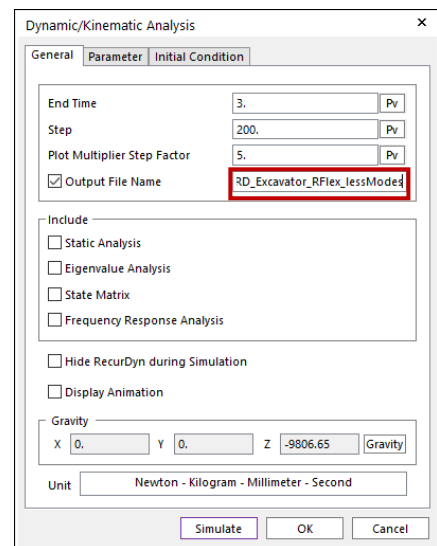 Dynamic/Kinematic Analysis ×
General Parameter Initial Condition
End Time 3. Pv
Step 200. Pv
Plot Multiplier Step Factor 5. Pv
Output File Name RD_Excavator_RFlex_lessModes
Include
Static Analysis
Eigenvalue Analysis
State Matrix
Frequency Response Analysis
Hide RecurDyn during Simulation
Display Animation
Gravity
X 0. Y 0. Z -9806.65 Gravity
Unit Newton - Kilogram - Millimeter - Second
Simulate OK Cancel